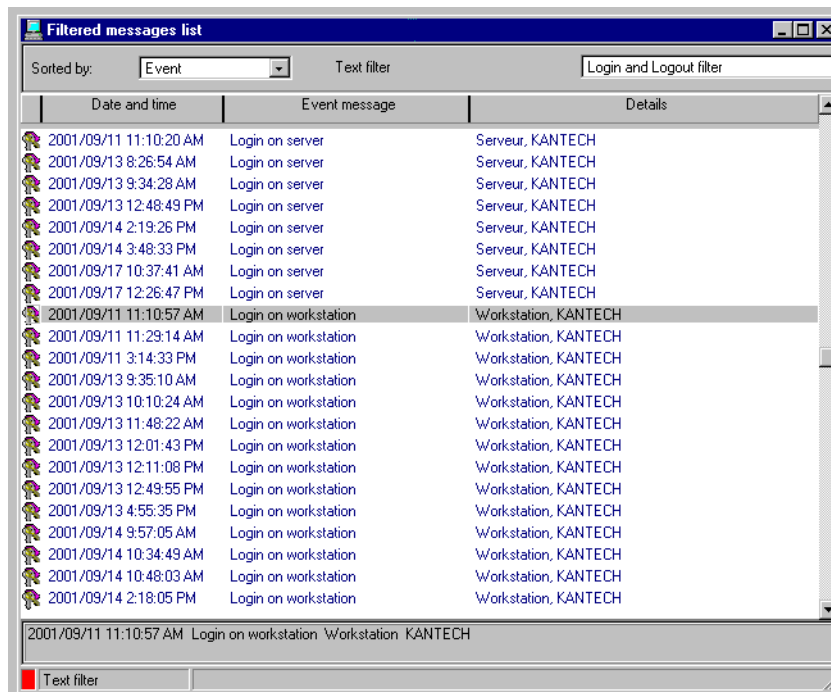 Filtered messages list
Sorted by: Event Text filter Login and Logout filter
Date and time Event message Details
2001/09/11 11:10:20 AM Login on server Serveur, KANTECH
2001/09/13 8:26:54 AM Login on server Serveur, KANTECH
2001/09/13 9:34:28 AM Login on server Serveur, KANTECH
2001/09/13 12:48:49 PM Login on server Serveur, KANTECH
2001/09/14 2:19:26 PM Login on server Serveur, KANTECH
2001/09/14 3:48:33 PM Login on server Serveur, KANTECH
2001/09/17 10:37:41 AM Login on server Serveur, KANTECH
2001/09/17 12:26:47 PM Login on server Serveur, KANTECH
2001/09/11 11:10:57 AM Login on workstation Workstation, KANTECH
2001/09/11 11:29:14 AM Login on workstation Workstation, KANTECH
2001/09/11 3:14:33 PM Login on workstation Workstation, KANTECH
2001/09/13 9:35:10 AM Login on workstation Workstation, KANTECH
2001/09/13 10:10:24 AM Login on workstation Workstation, KANTECH
2001/09/13 11:48:22 AM Login on workstation Workstation, KANTECH
2001/09/13 12:01:43 PM Login on workstation Workstation, KANTECH
2001/09/13 12:11:08 PM Login on workstation Workstation, KANTECH
2001/09/13 12:49:55 PM Login on workstation Workstation, KANTECH
2001/09/13 4:55:35 PM Login on workstation Workstation, KANTECH
2001/09/14 9:57:05 AM Login on workstation Workstation, KANTECH
2001/09/14 10:34:49 AM Login on workstation Workstation, KANTECH
2001/09/14 10:48:03 AM Login on workstation Workstation, KANTECH
2001/09/14 2:18:05 PM Login on workstation Workstation, KANTECH
2001/09/11 11:10:57 AM Login on workstation Workstation KANTECH
Text filter